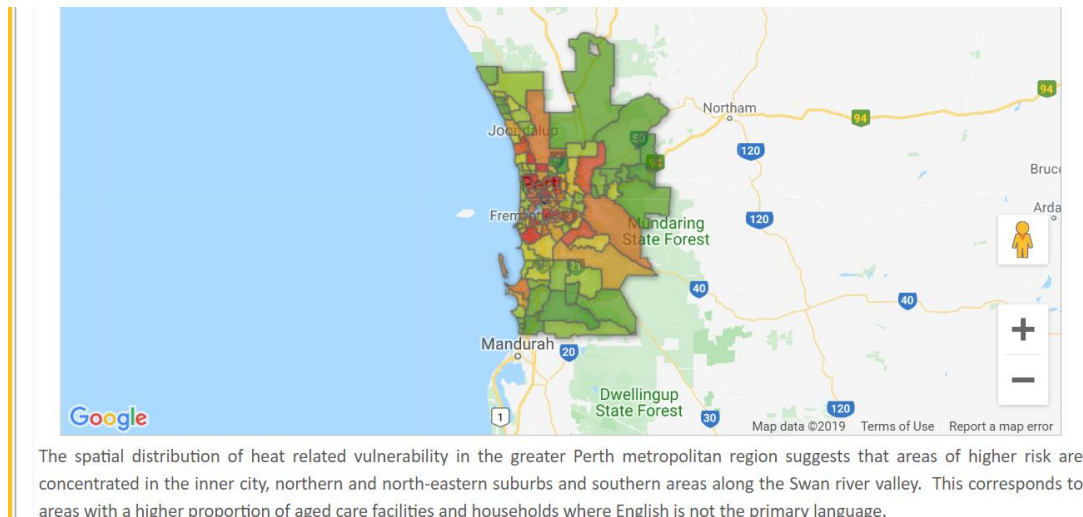 Northam
94
94
Joondalup
50
94
120
Bruce
Perth
Arda
Fremantle
Mundaring
State Forest
120
40
40
Mandurah
20
Dwellingup
State Forest
120
1
30
Google
Map data ©2019 Terms of Use Report a map error
The spatial distribution of heat related vulnerability in the greater Perth metropolitan region suggests that areas of higher risk are
concentrated in the inner city, northern and north-eastern suburbs and southern areas along the Swan river valley. This corresponds to
areas with a higher proportion of aged care facilities and households where English is not the primary language.